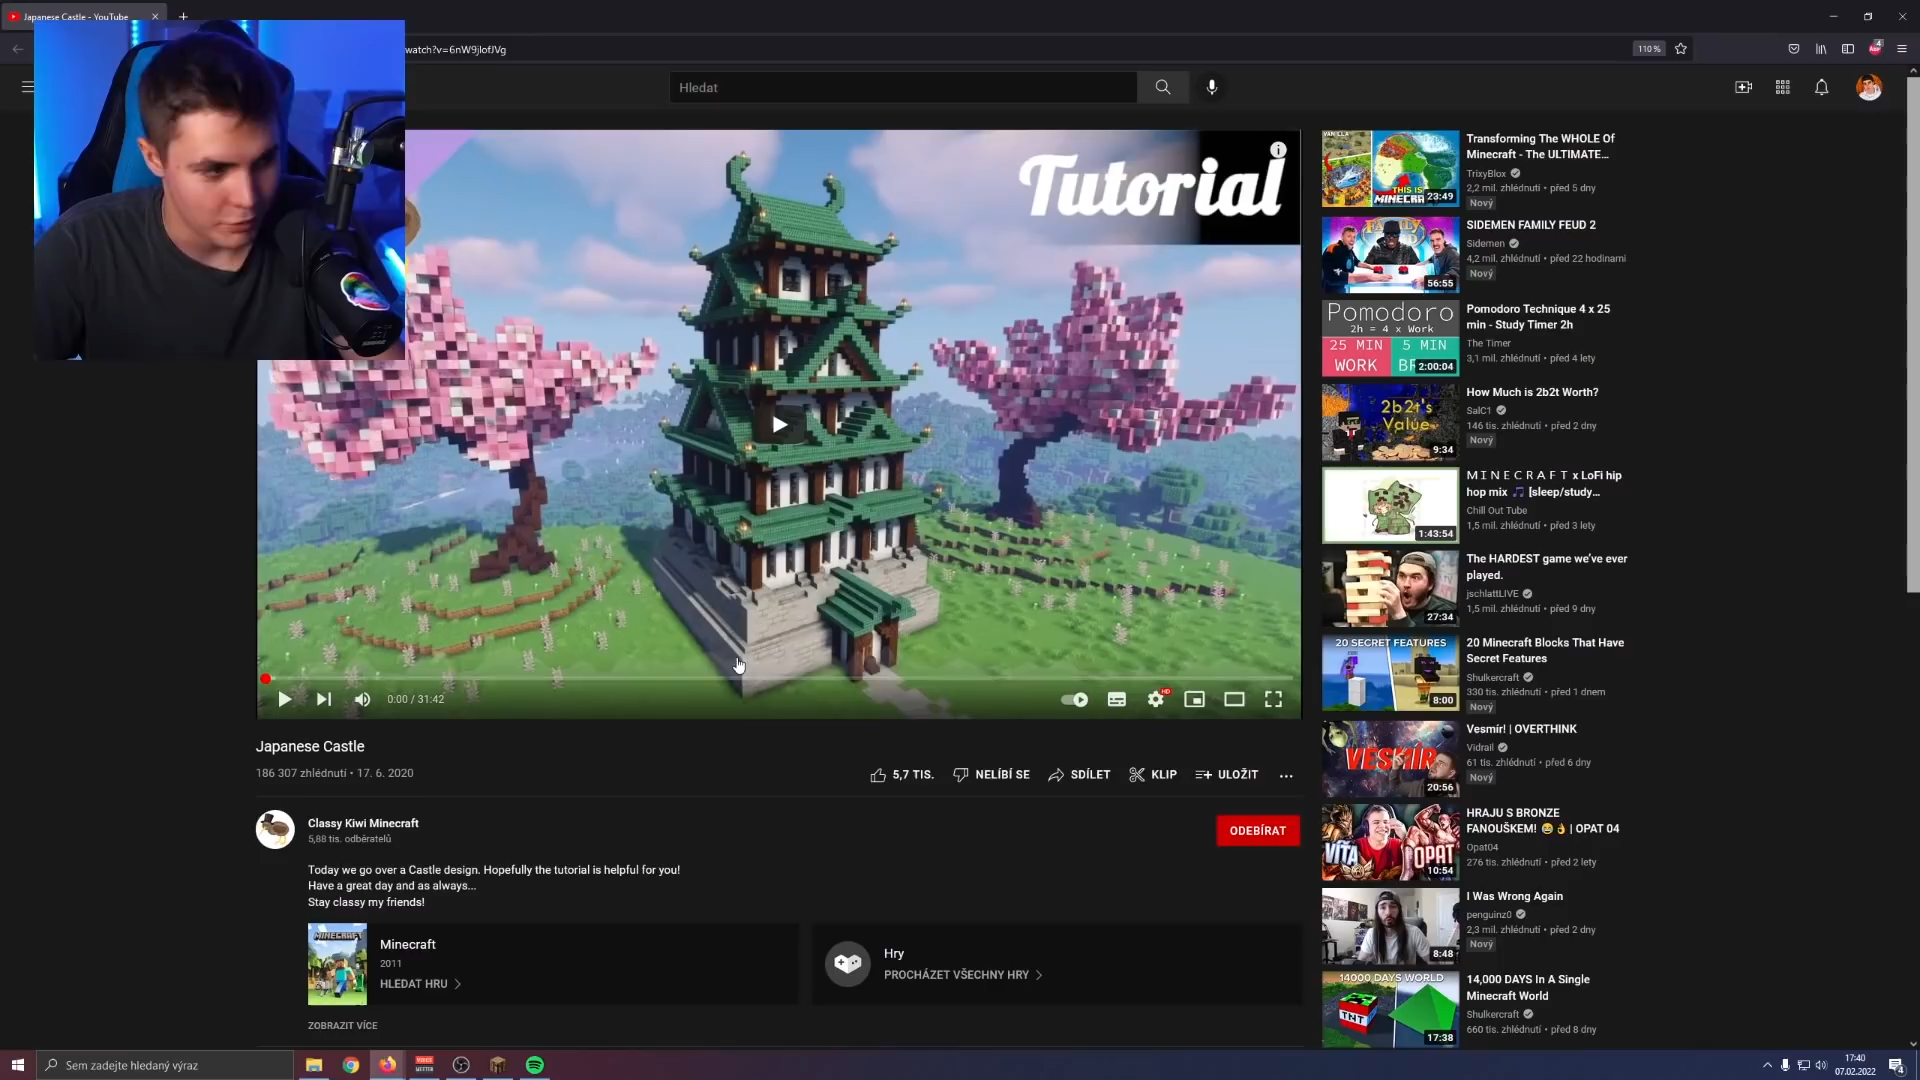 Japanese Castle - YouTube
watch?v=6nW9jlofJVg
110 %
Hledat
Tutorial
0:00 / 31:42
HD
Japanese Castle
186 307 zhlédnutí • 17. 6. 2020
5,7 TIS.
NELÍBÍ SE
SDÍLET
KLIP
ULOŽIT
Classy Kiwi Minecraft
5,88 tis. odběratelů
ODEBÍRAT
Today we go over a Castle design. Hopefully the tutorial is helpful for you!
Have a great day and as always...
Stay classy my friends!
MINECRAFT
Minecraft
2011
HLEDAT HRU
Hry
PROCHÁZET VŠECHNY HRY
ZOBRAZIT VÍCE
VANILLA
THIS IS
MINECRA
23:49
Transforming The WHOLE Of
Minecraft - The ULTIMATE...
TrixyBlox
2,2 mil. zhlédnutí • před 5 dny
Nový
FAMILY
56:55
SIDEMEN FAMILY FEUD 2
Sidemen
4,2 mil. zhlédnutí • před 22 hodinami
Nový
Pomodoro
2h = 4 x Work
25 MIN
WORK
5 MIN
2:00:04
Pomodoro Technique 4 x 25
min - Study Timer 2h
The Timer
3,1 mil. zhlédnutí • před 4 lety
2b2t's
Value
9:34
How Much is 2b2t Worth?
SalC1
146 tis. zhlédnutí • před 2 dny
Nový
1:43:54
M I N E C R A F T x LoFi hip
hop mix 🎵 [sleep/study...
Chill Out Tube
1,5 mil. zhlédnutí • před 3 lety
27:34
The HARDEST game we've ever
played.
jschlattLIVE
1,5 mil. zhlédnutí • před 9 dny
20 SECRET FEATURES
8:00
20 Minecraft Blocks That Have
Secret Features
Shulkercraft
330 tis. zhlédnutí • před 1 dnem
Nový
VESMÍR
20:56
Vesmír! | OVERTHINK
Vidrail
61 tis. zhlédnutí • před 6 dny
Nový
VÍŤA
OPAT
10:54
HRAJU S BRONZE
FANOUŠKEM! 😂👌 | OPAT 04
Opat04
276 tis. zhlédnutí • před 2 lety
8:48
I Was Wrong Again
penguinz0
2,3 mil. zhlédnutí • před 2 dny
Nový
14000 DAYS WORLD
TNT
17:38
14,000 DAYS In A Single
Minecraft World
Shulkercraft
660 tis. zhlédnutí • před 8 dny
Sem zadejte hledaný výraz
17:40
07.02.2022
4